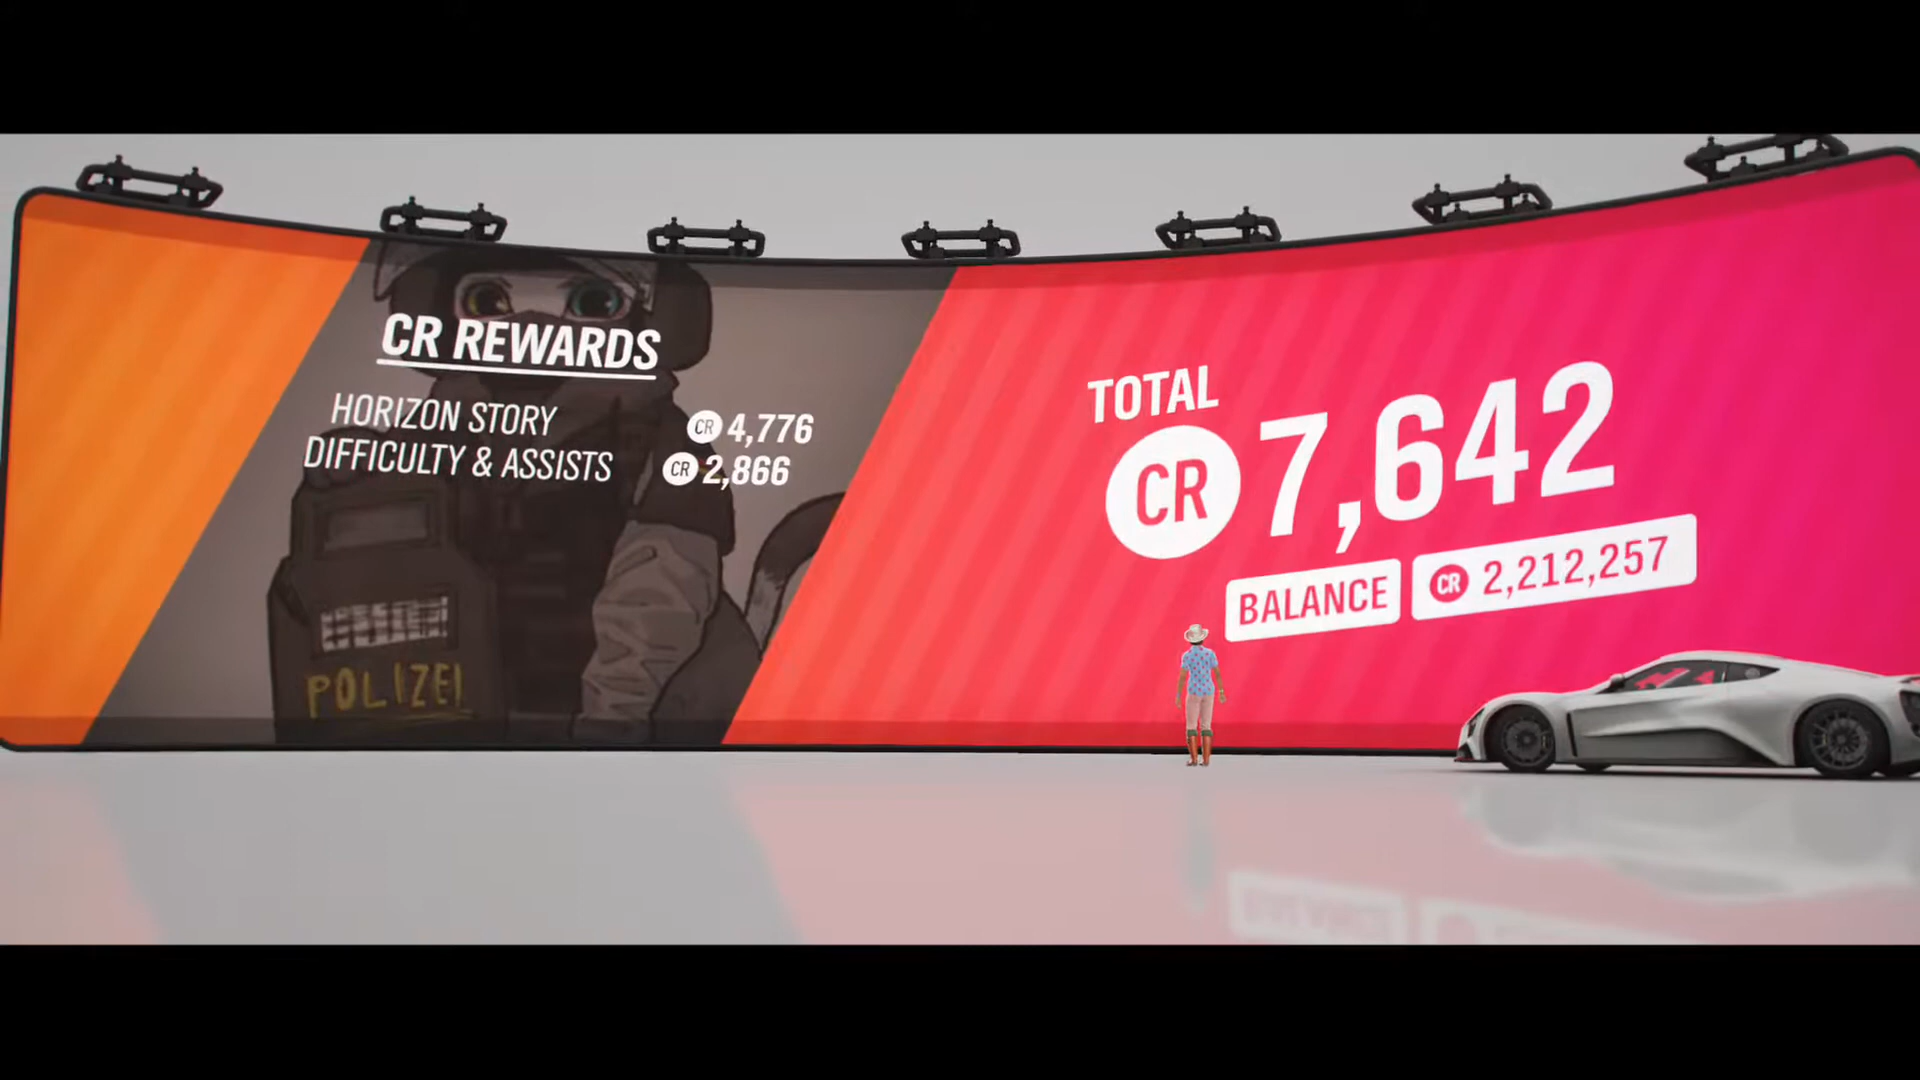 CR REWARDS
HORIZON STORY CR 4,776
DIFFICULTY & ASSISTS CR 2,866
POLIZEI
TOTAL
CR 7,642
BALANCE CR 2,212,257